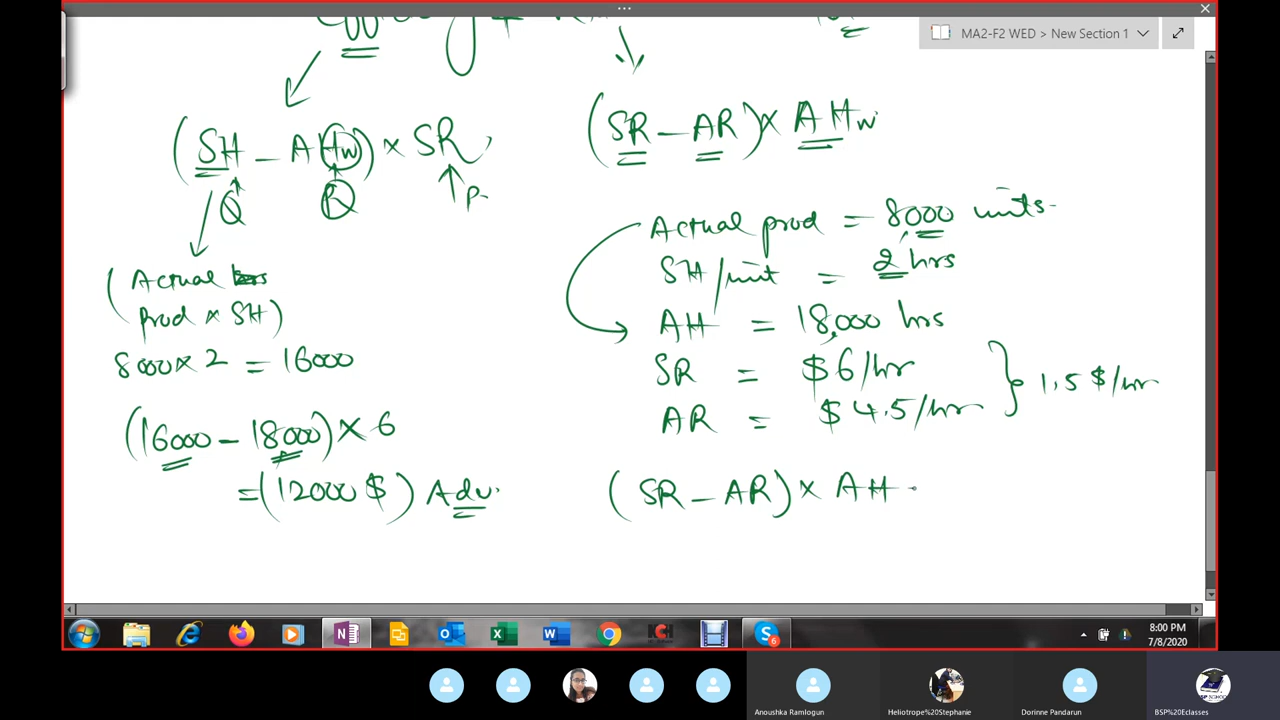 MA2-F2 WED > New Section 1
(SH - AHw) × SR
Q
R
P
(Actual
prod × SH)
8000 × 2 = 16000
(16000 - 18000) × 6
= (12000 $) Adv.
(SR - AR) × AHw
Actual prod = 8000 units
SH/unit = 2 hrs
AH = 18,000 hrs
SR = $6/hr
AR = $4.5/hr
1.5 $/hr
(SR - AR) × AH
8:00 PM
7/8/2020
Anoushka Ramlogun
Heliotrope%20Stephanie
Dorinne Pandarun
BSP%20Eclasses